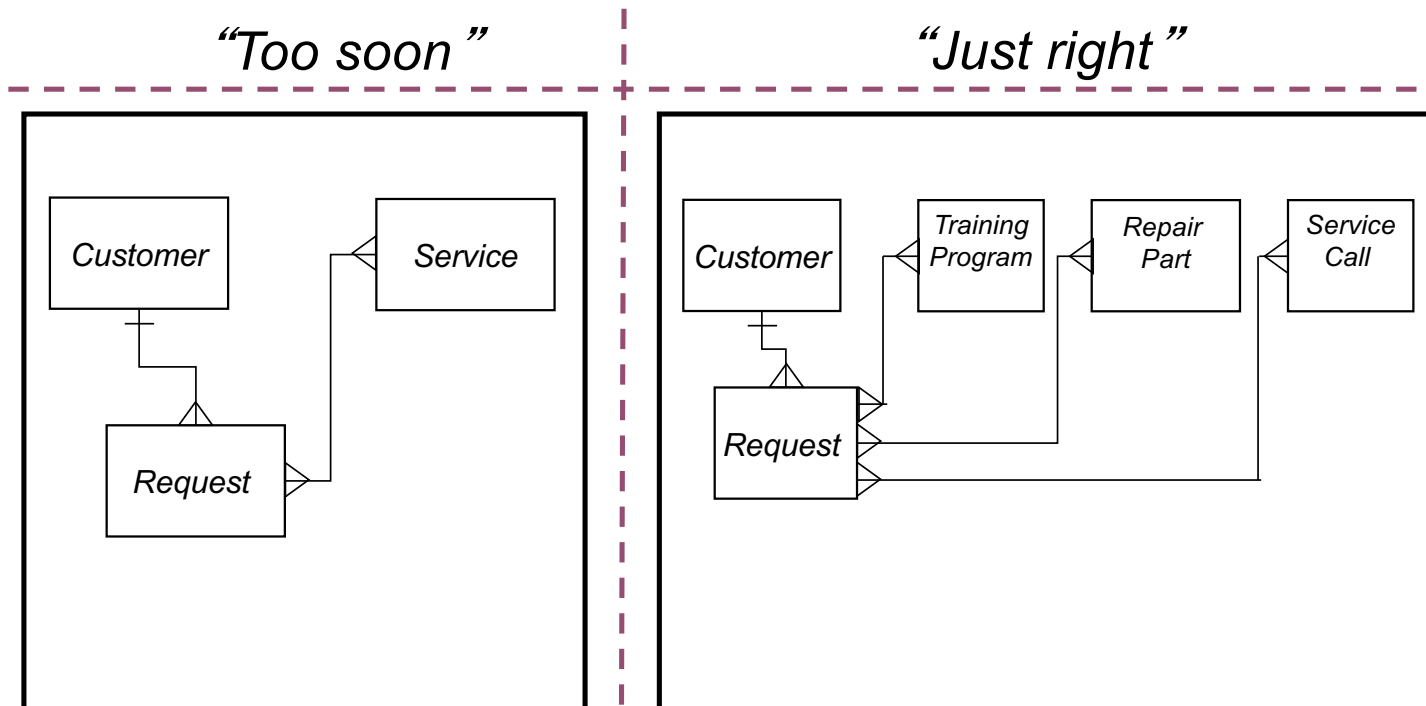 “Too soon”
“Just right”
Customer
Service
Request
Customer
Training
Program
Repair
Part
Service
Call
Request